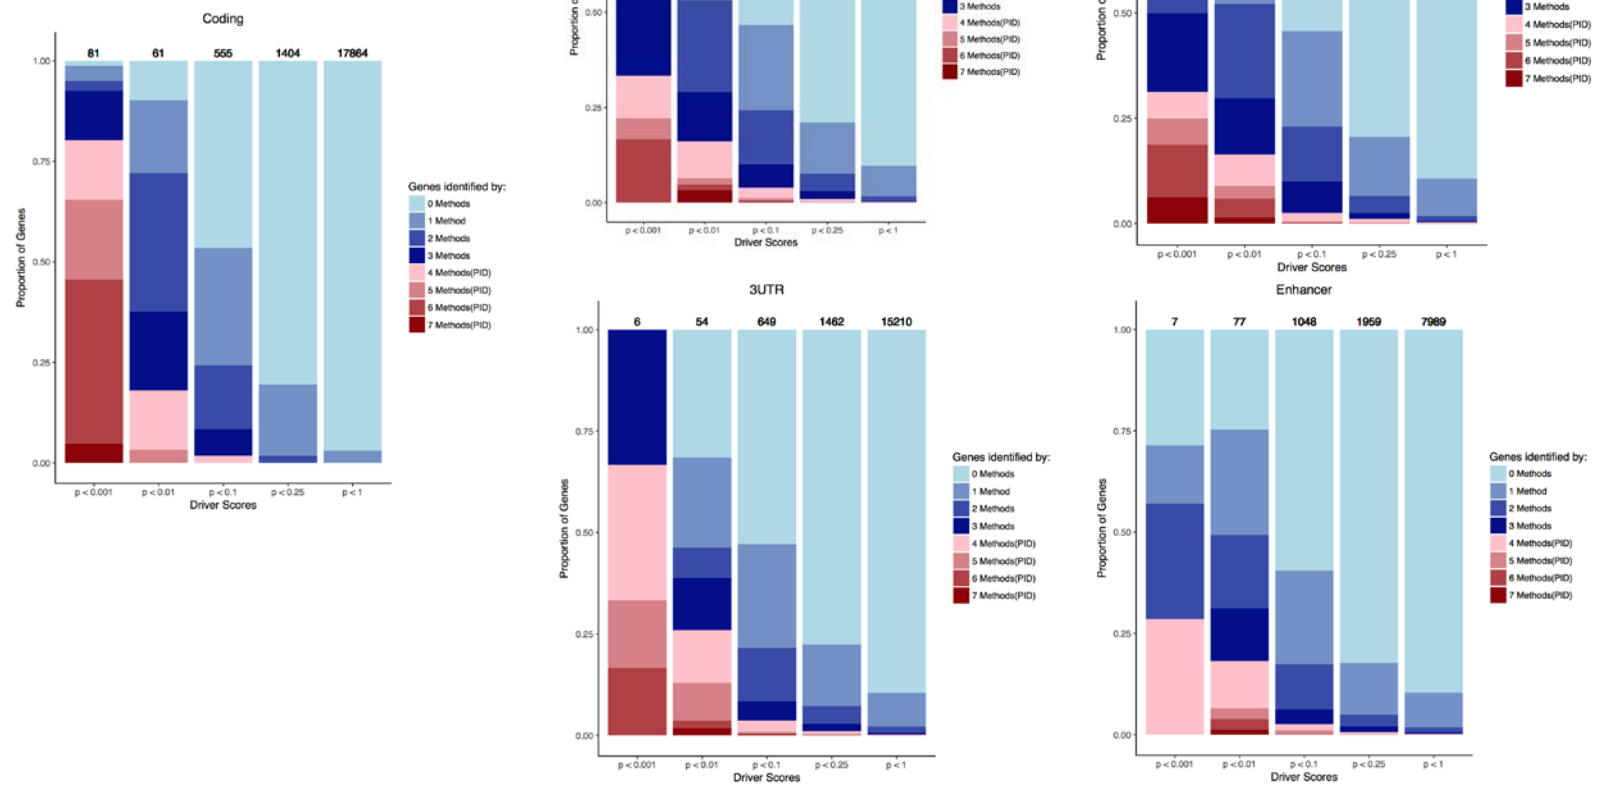 Coding
81 61 555 1404 17864
1.00
0.75
0.50
0.25
0.00
Proportion of Genes
p < 0.001 p < 0.01 p < 0.1 p < 0.25 p < 1
Driver Scores
Genes identified by:
0 Methods
1 Method
2 Methods
3 Methods
4 Methods(PID)
5 Methods(PID)
6 Methods(PID)
7 Methods(PID)
0.50
0.25
0.00
Proportion
p < 0.001 p < 0.01 p < 0.1 p < 0.25 p < 1
Driver Scores
3 Methods
4 Methods(PID)
5 Methods(PID)
6 Methods(PID)
7 Methods(PID)
0.50
0.25
0.00
Proportion
p < 0.001 p < 0.01 p < 0.1 p < 0.25 p < 1
Driver Scores
3 Methods
4 Methods(PID)
5 Methods(PID)
6 Methods(PID)
7 Methods(PID)
3UTR
6 54 649 1462 15210
1.00
0.75
0.50
0.25
0.00
Proportion of Genes
p < 0.001 p < 0.01 p < 0.1 p < 0.25 p < 1
Driver Scores
Genes identified by:
0 Methods
1 Method
2 Methods
3 Methods
4 Methods(PID)
5 Methods(PID)
6 Methods(PID)
7 Methods(PID)
Enhancer
7 77 1048 1959 7989
1.00
0.75
0.50
0.25
0.00
Proportion of Genes
p < 0.001 p < 0.01 p < 0.1 p < 0.25 p < 1
Driver Scores
Genes identified by:
0 Methods
1 Method
2 Methods
3 Methods
4 Methods(PID)
5 Methods(PID)
6 Methods(PID)
7 Methods(PID)